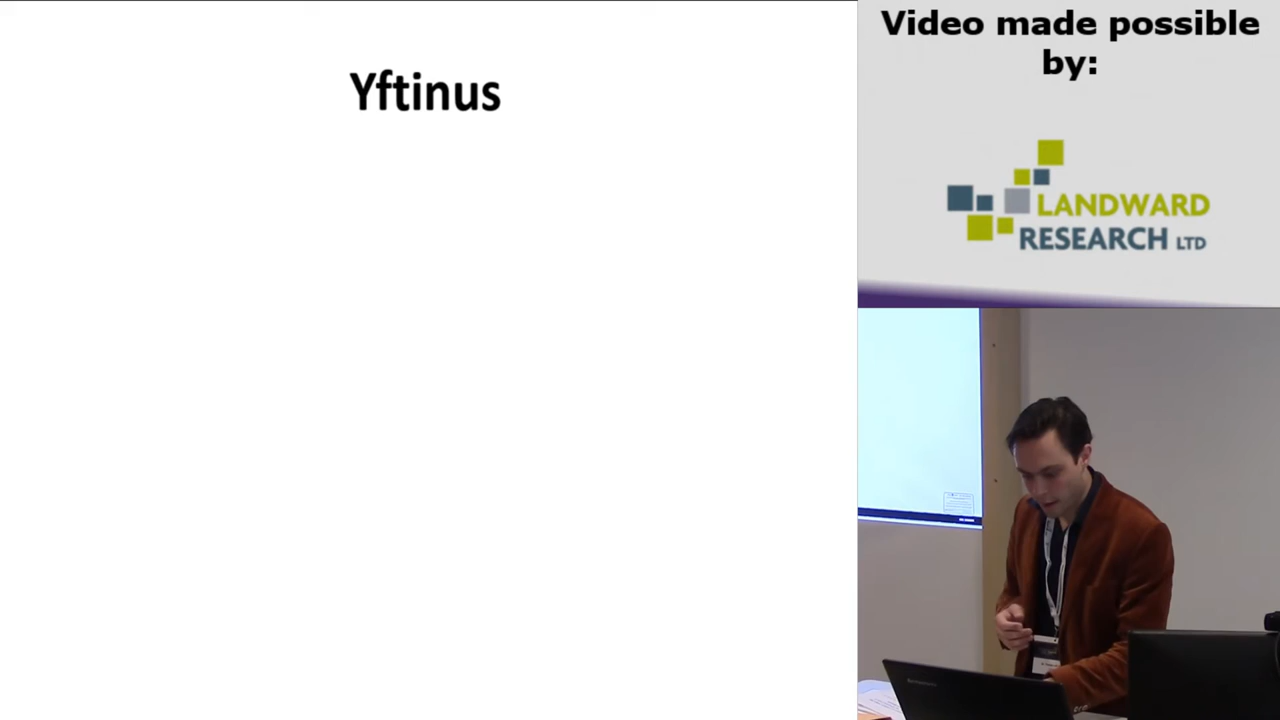 Yftinus
Video made possible
by:
LANDWARD
RESEARCH LTD